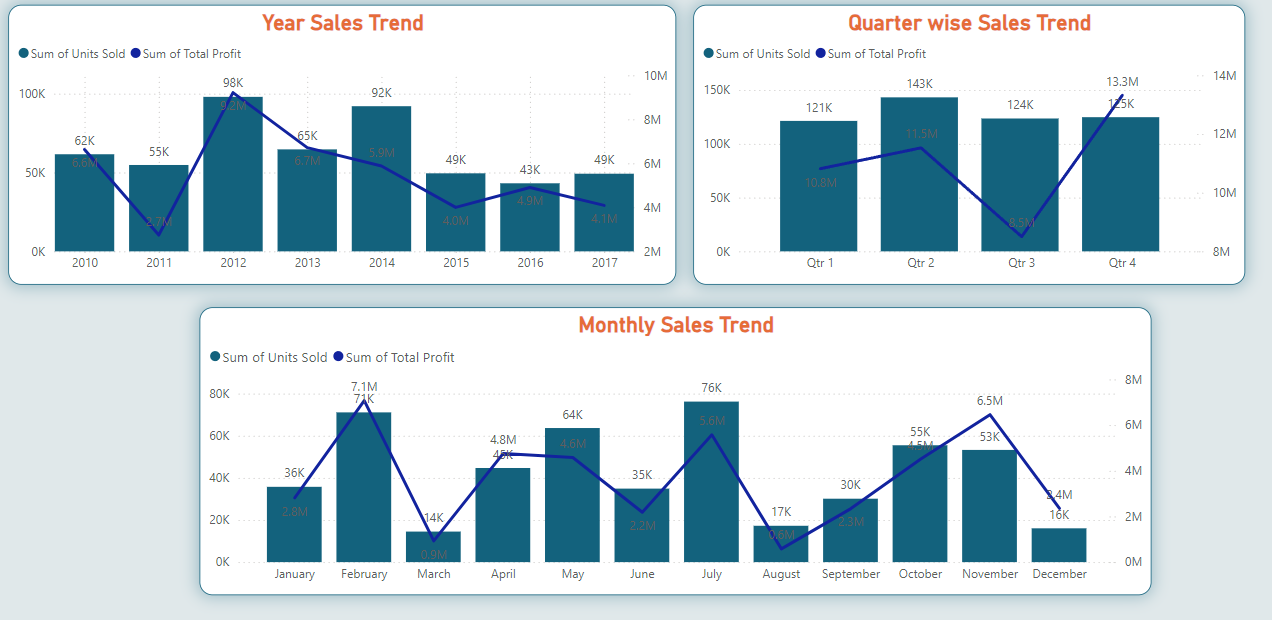 Year Sales Trend
Sum of Units Sold Sum of Total Profit
100K
50K
0K
10M
8M
6M
4M
2M
62K
55K
98K
65K
92K
49K
43K
49K
6.6M
2.7M
9.2M
6.7M
5.9M
4.0M
4.9M
4.1M
2010 2011 2012 2013 2014 2015 2016 2017
Quarter wise Sales Trend
Sum of Units Sold Sum of Total Profit
150K
100K
50K
0K
14M
12M
10M
8M
121K
143K
124K
125K
10.8M
11.5M
8.5M
13.3M
Qtr 1 Qtr 2 Qtr 3 Qtr 4
Monthly Sales Trend
Sum of Units Sold Sum of Total Profit
80K
60K
40K
20K
0K
8M
6M
4M
2M
0M
36K
71K
14K
45K
64K
35K
76K
17K
30K
55K
53K
16K
2.8M
7.1M
0.9M
4.8M
4.6M
2.2M
5.6M
0.6M
2.3M
4.5M
6.5M
2.4M
January February March April May June July August September October November December